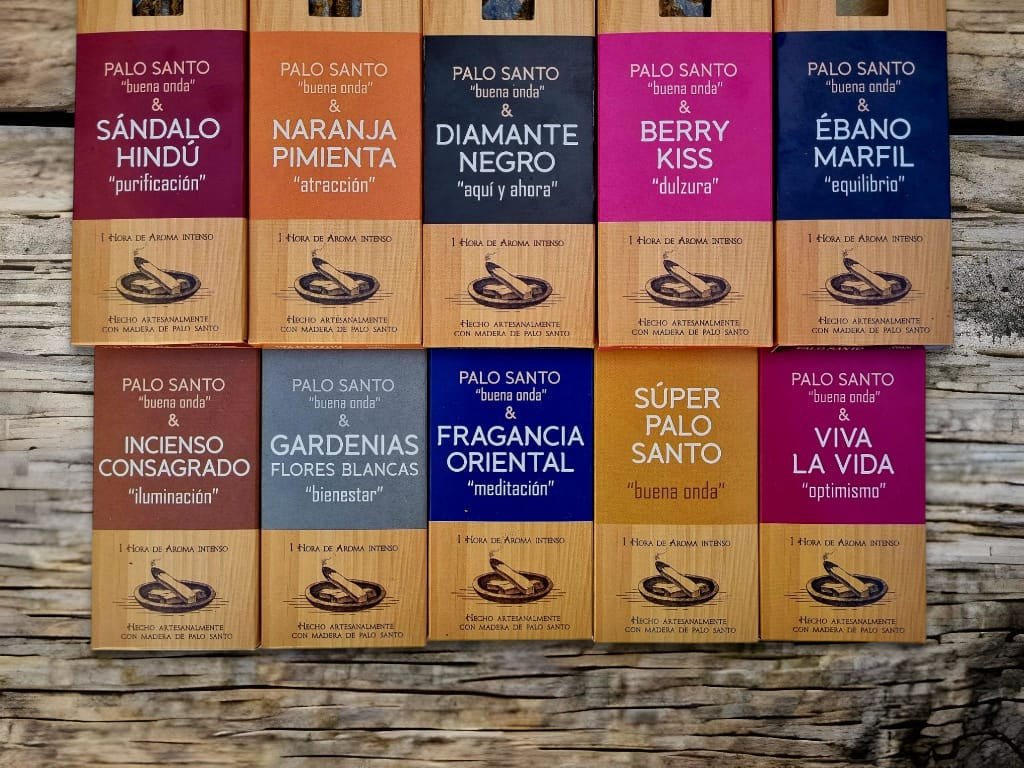 PALO SANTO
"buena onda"
&
SÁNDALO
HINDÚ
"purificación"
1 HORA DE AROMA INTENSO
HECHO ARTESANALMENTE
CON MADERA DE PALO SANTO
PALO SANTO
"buena onda"
&
NARANJA
PIMIENTA
"atracción"
1 HORA DE AROMA INTENSO
HECHO ARTESANALMENTE
CON MADERA DE PALO SANTO
PALO SANTO
"buena onda"
&
DIAMANTE
NEGRO
"aquí y ahora"
1 HORA DE AROMA INTENSO
HECHO ARTESANALMENTE
CON MADERA DE PALO SANTO
PALO SANTO
"buena onda"
&
BERRY
KISS
"dulzura"
1 HORA DE AROMA INTENSO
HECHO ARTESANALMENTE
CON MADERA DE PALO SANTO
PALO SANTO
"buena onda"
&
ÉBANO
MARFIL
"equilibrio"
1 HORA DE AROMA INTENSO
HECHO ARTESANALMENTE
CON MADERA DE PALO SANTO
PALO SANTO
"buena onda"
&
INCIENSO
CONSAGRADO
"iluminación"
1 HORA DE AROMA INTENSO
HECHO ARTESANALMENTE
CON MADERA DE PALO SANTO
PALO SANTO
"buena onda"
&
GARDENIAS
FLORES BLANCAS
"bienestar"
1 HORA DE AROMA INTENSO
HECHO ARTESANALMENTE
CON MADERA DE PALO SANTO
PALO SANTO
"buena onda"
&
FRAGANCIA
ORIENTAL
"meditación"
1 HORA DE AROMA INTENSO
HECHO ARTESANALMENTE
CON MADERA DE PALO SANTO
SÚPER
PALO
SANTO
"buena onda"
1 HORA DE AROMA INTENSO
HECHO ARTESANALMENTE
CON MADERA DE PALO SANTO
PALO SANTO
"buena onda"
&
VIVA
LA VIDA
"optimismo"
1 HORA DE AROMA INTENSO
HECHO ARTESANALMENTE
CON MADERA DE PALO SANTO